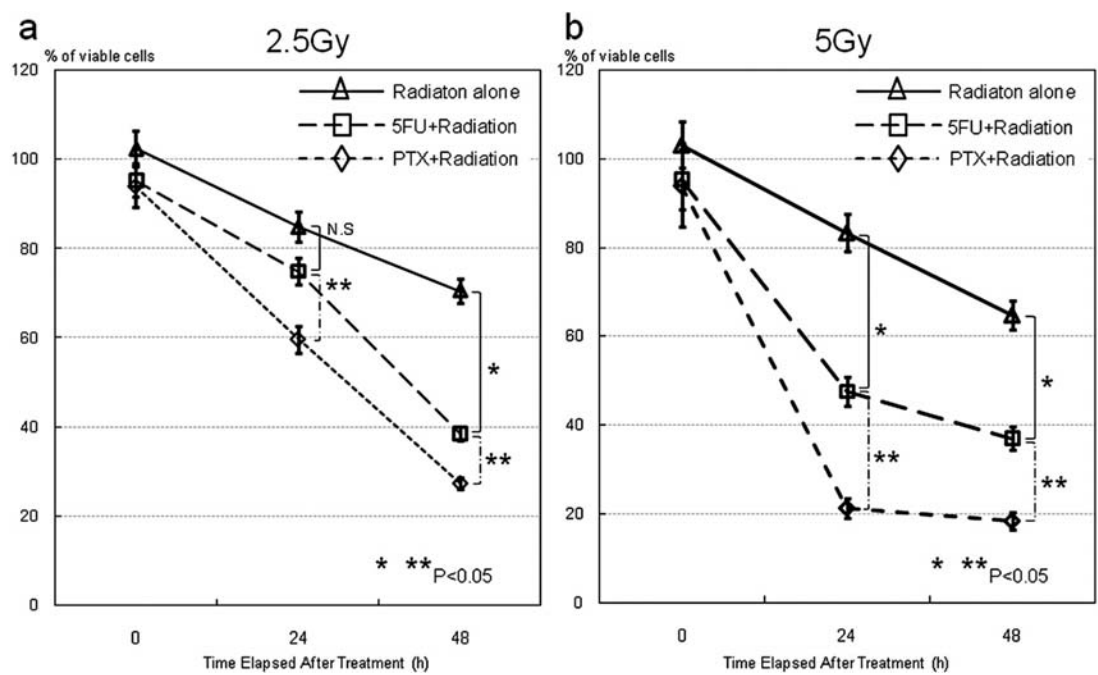 a
2.5Gy
% of viable cells
120
100
80
60
40
20
0
Radiaton alone
5FU+Radiation
PTX+Radiation
N.S
**
*
**
* ** P<0.05
0 24 48
Time Elapsed After Treatment (h)
b
5Gy
% of viable cells
120
100
80
60
40
20
0
Radiaton alone
5FU+Radiation
PTX+Radiation
*
**
*
**
* ** P<0.05
0 24 48
Time Elapsed After Treatment (h)